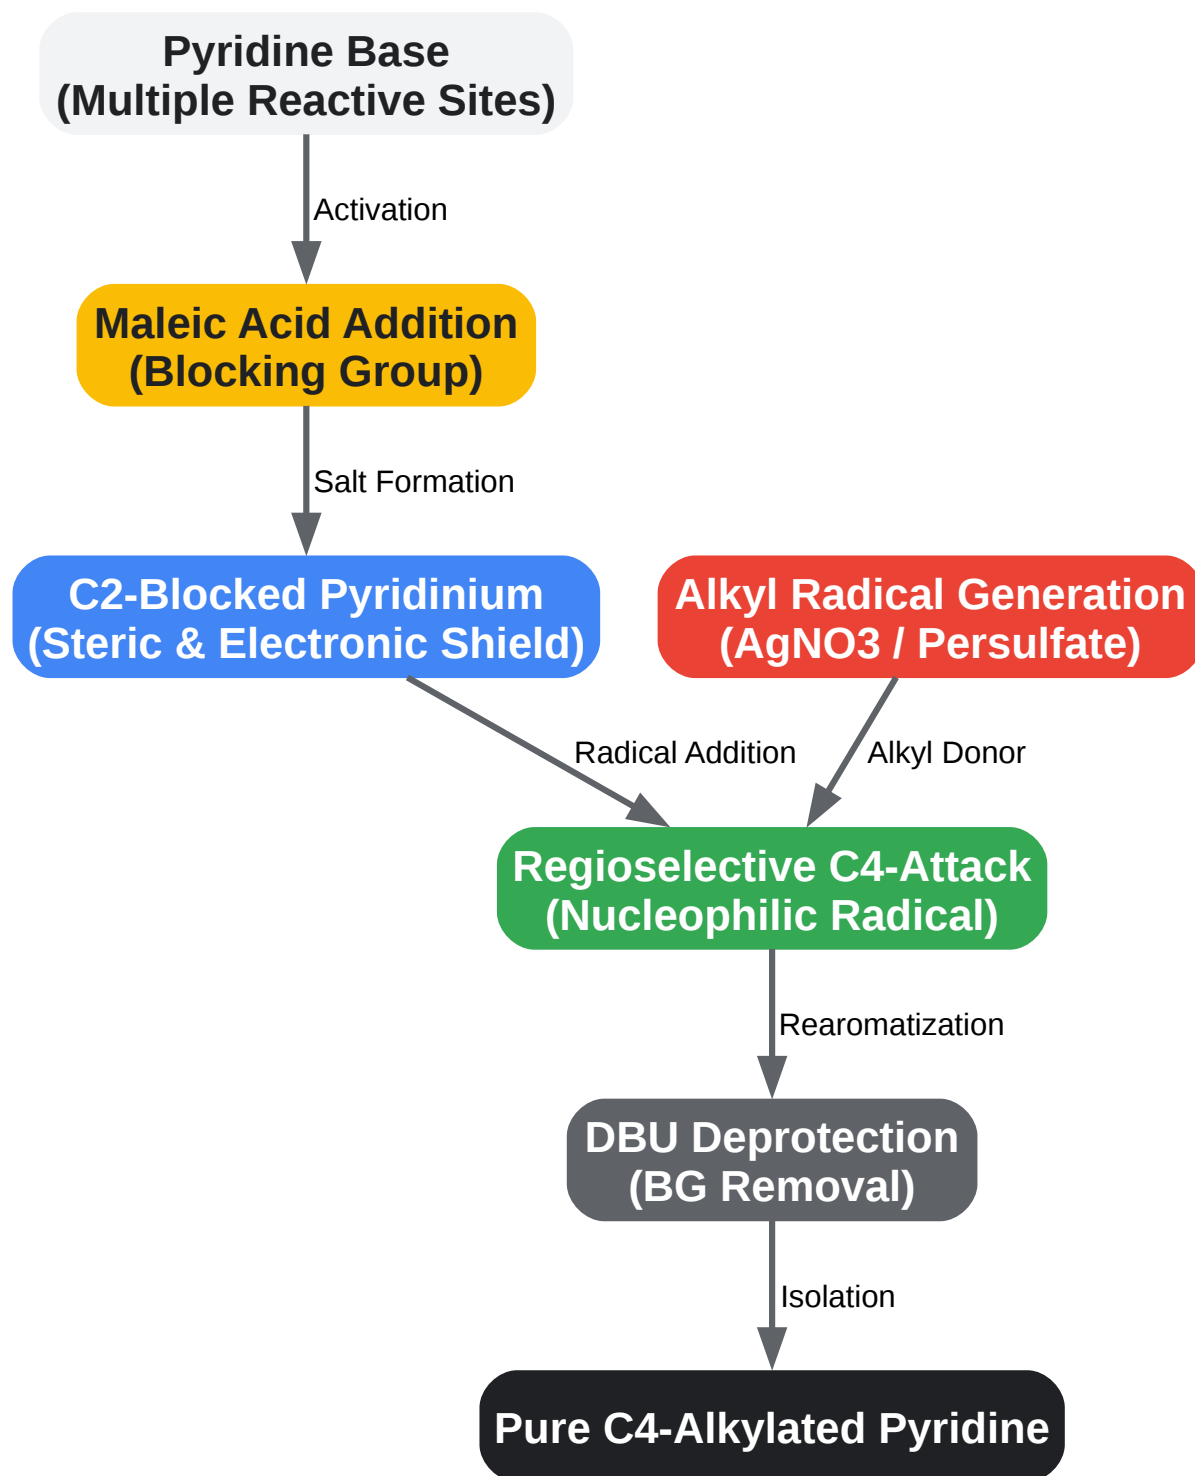 Pyridine Base
(Multiple Reactive Sites)
Activation
Maleic Acid Addition
(Blocking Group)
Salt Formation
C2-Blocked Pyridinium
(Steric & Electronic Shield)
Alkyl Radical Generation
(AgNO3 / Persulfate)
Radical Addition
Alkyl Donor
Regioselective C4-Attack
(Nucleophilic Radical)
Rearomatization
DBU Deprotection
(BG Removal)
Isolation
Pure C4-Alkylated Pyridine